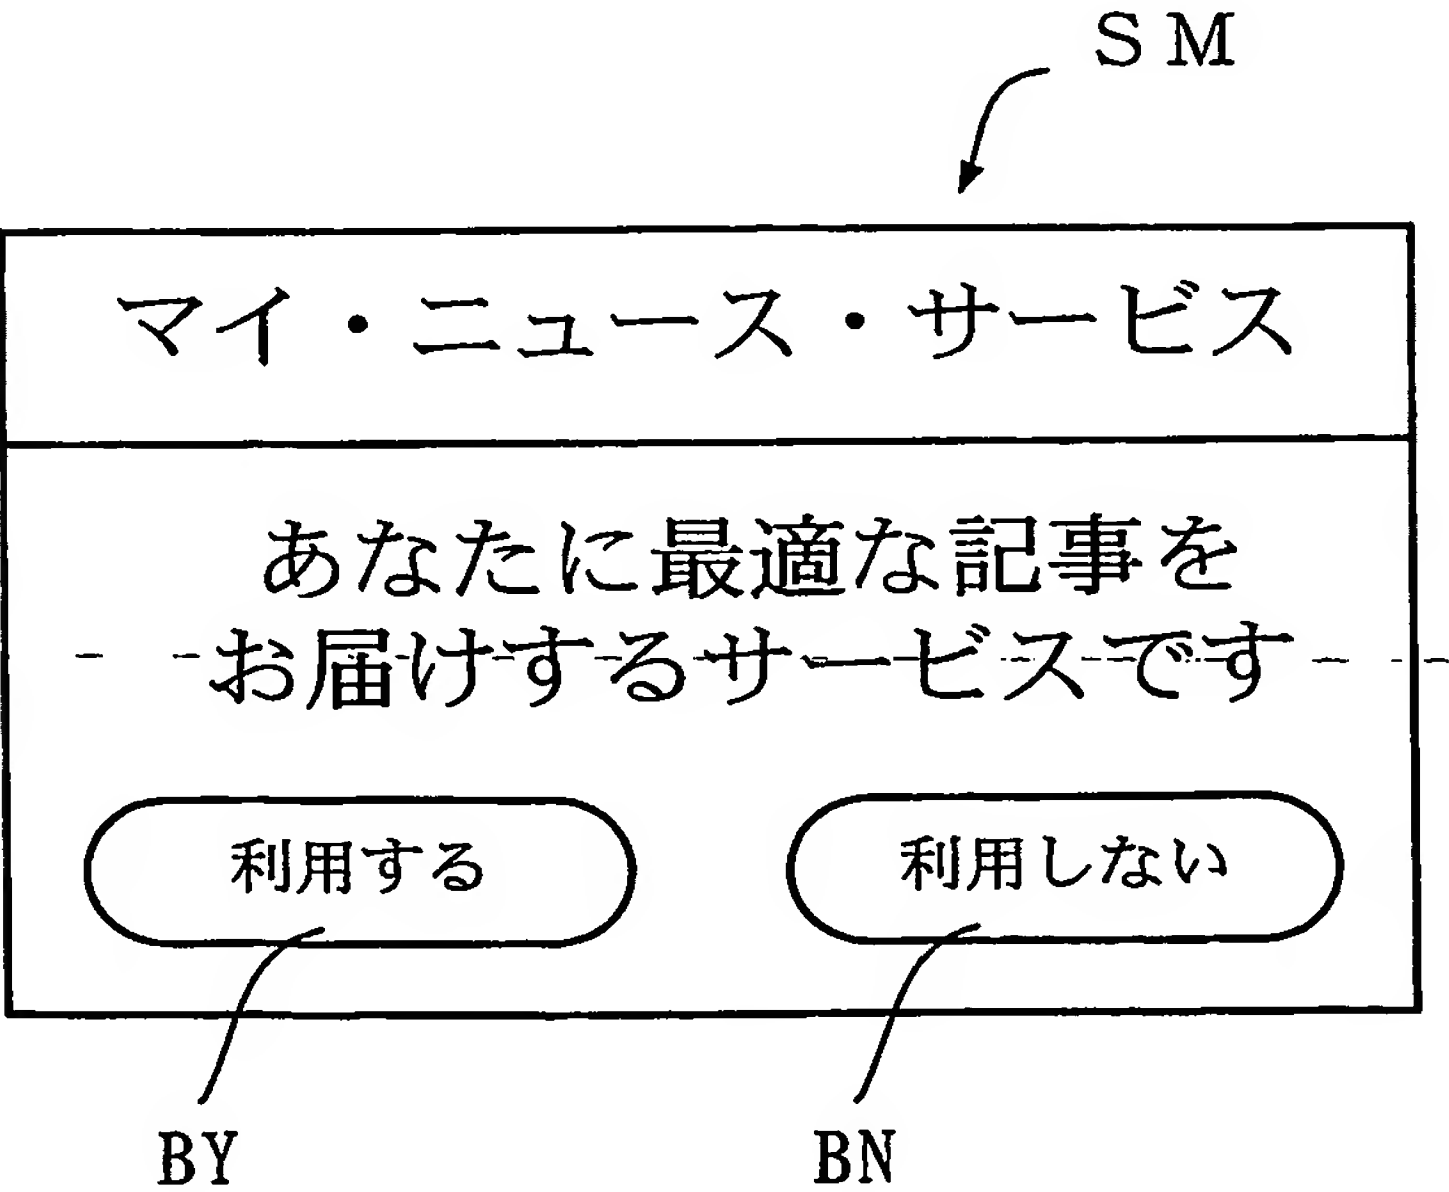 SM
マイ・ニュース・サービス
あなたに最適な記事を
お届けするサービスです
利用する
利用しない
BY
BN